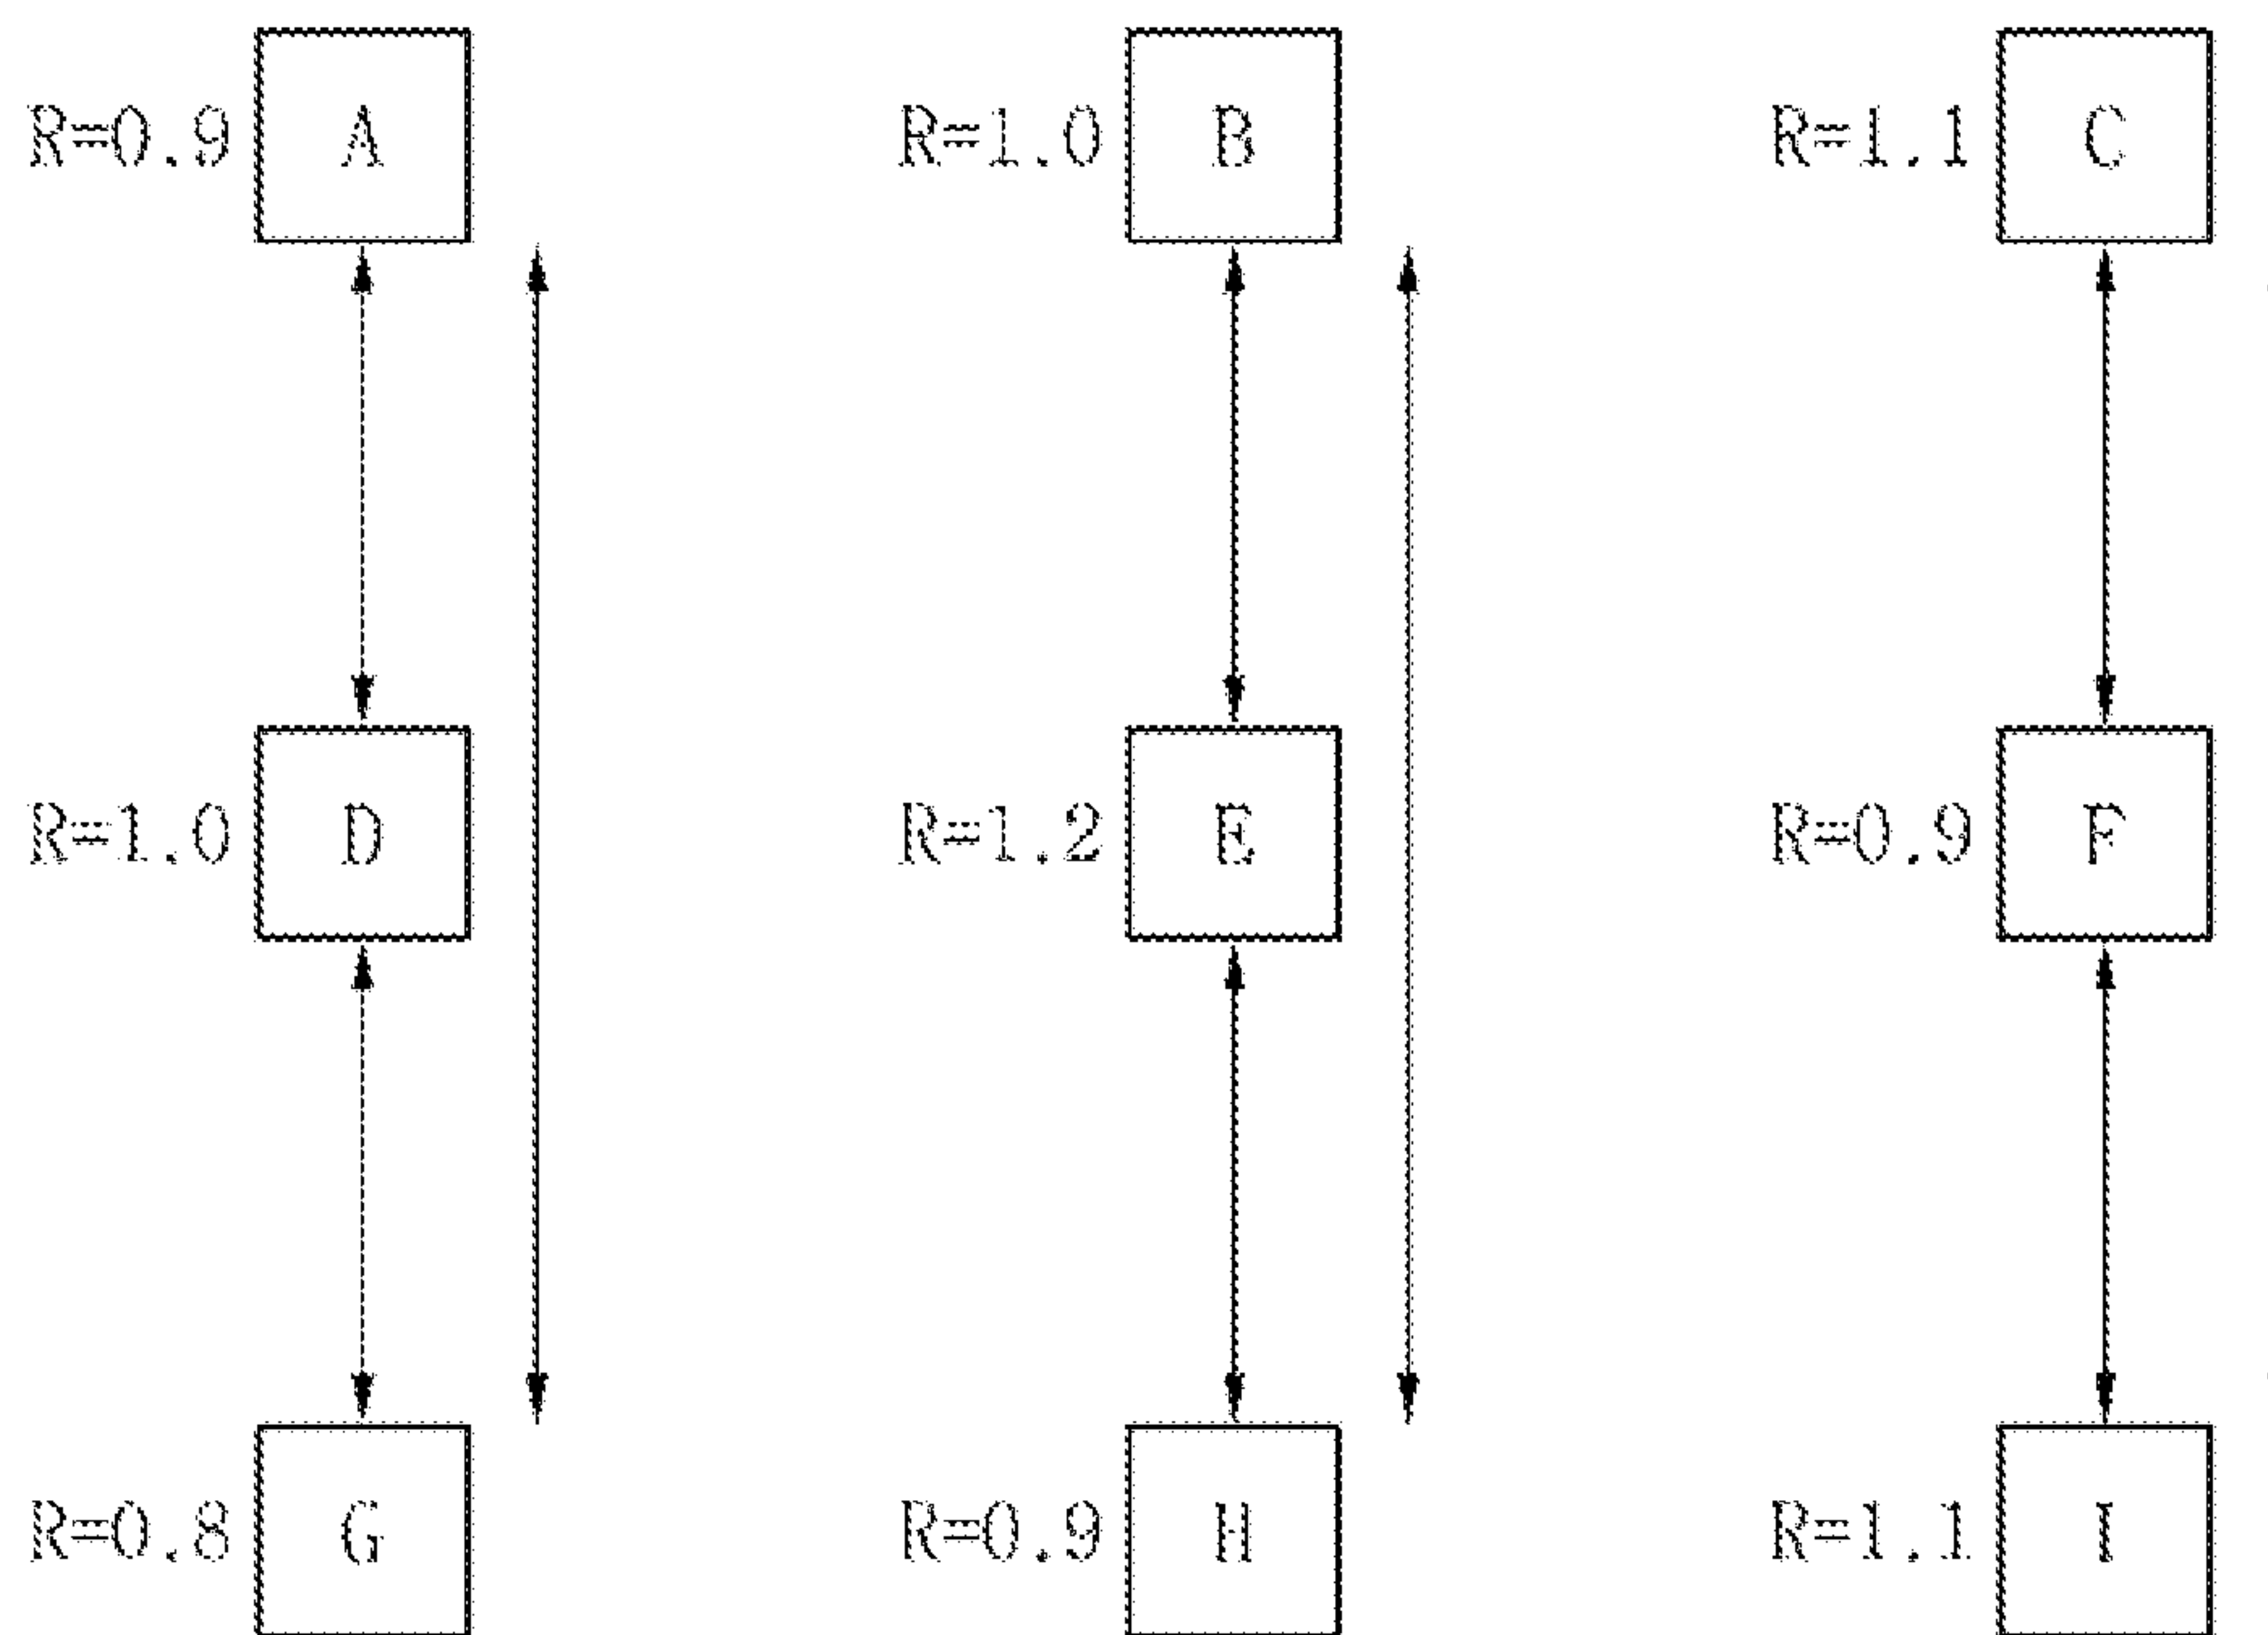 R=0.9 A R=1.0 B R=1.1 C
R=1.0 D R=1.2 E R=0.9 F
R=0.8 G R=0.9 H R=1.1 I